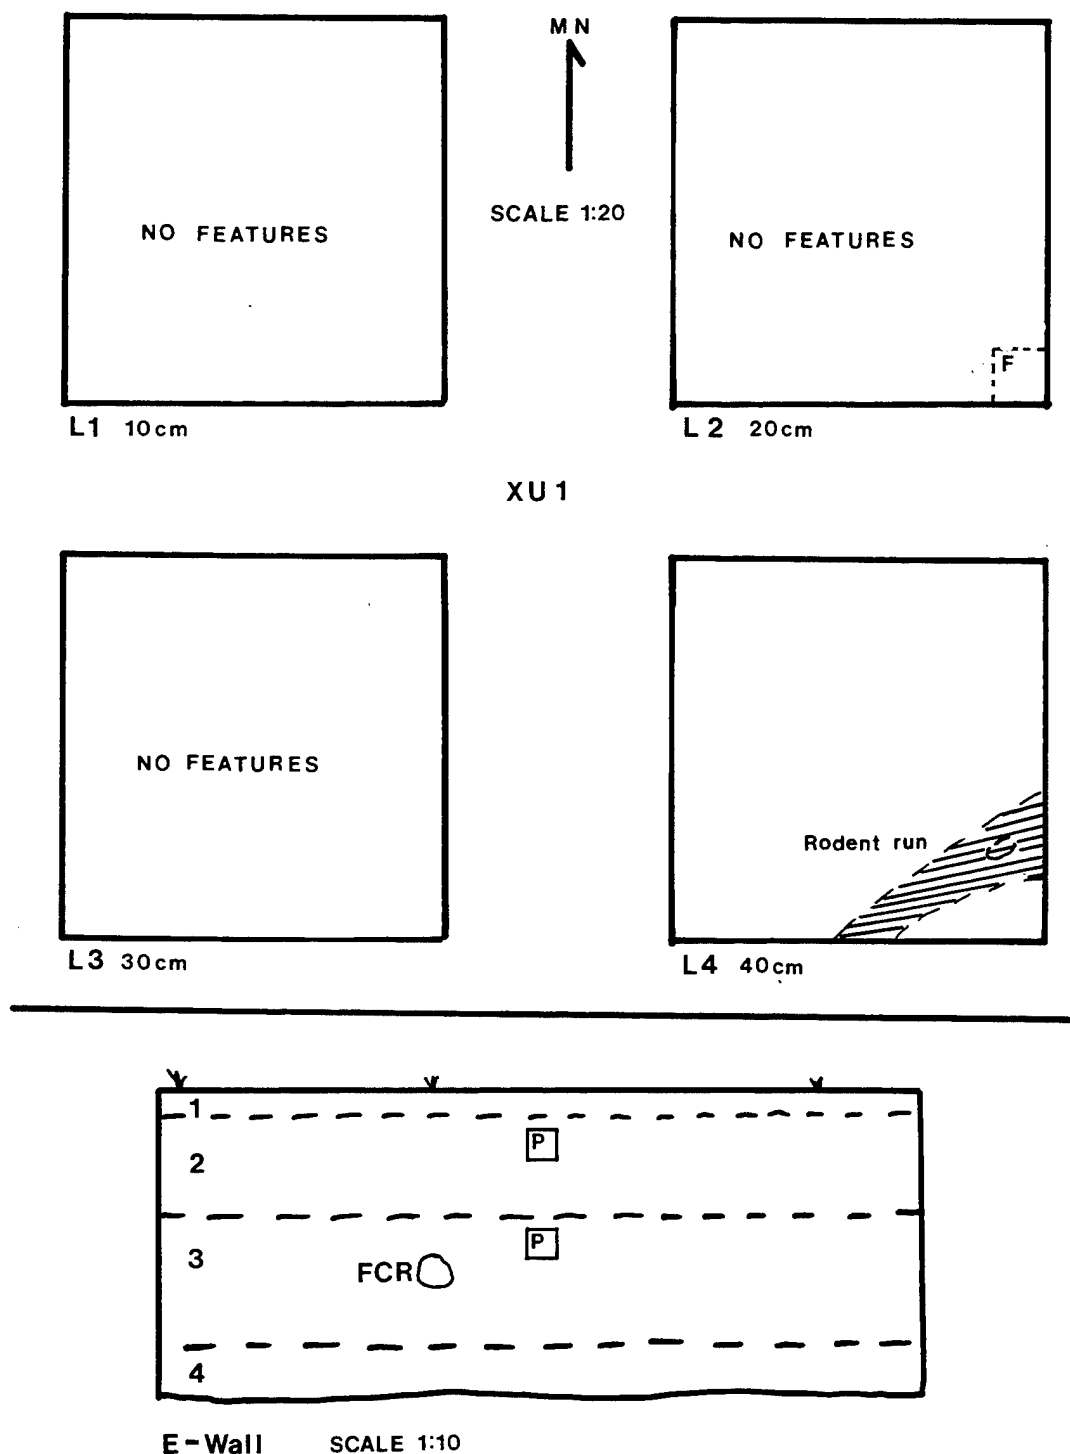 M N
SCALE 1:20
NO FEATURES
NO FEATURES
F
L1 10cm
L2 20cm
XU1
NO FEATURES
Rodent run
L3 30cm
L4 40cm
1
P
2
P
3
FCR
4
E-Wall SCALE 1:10